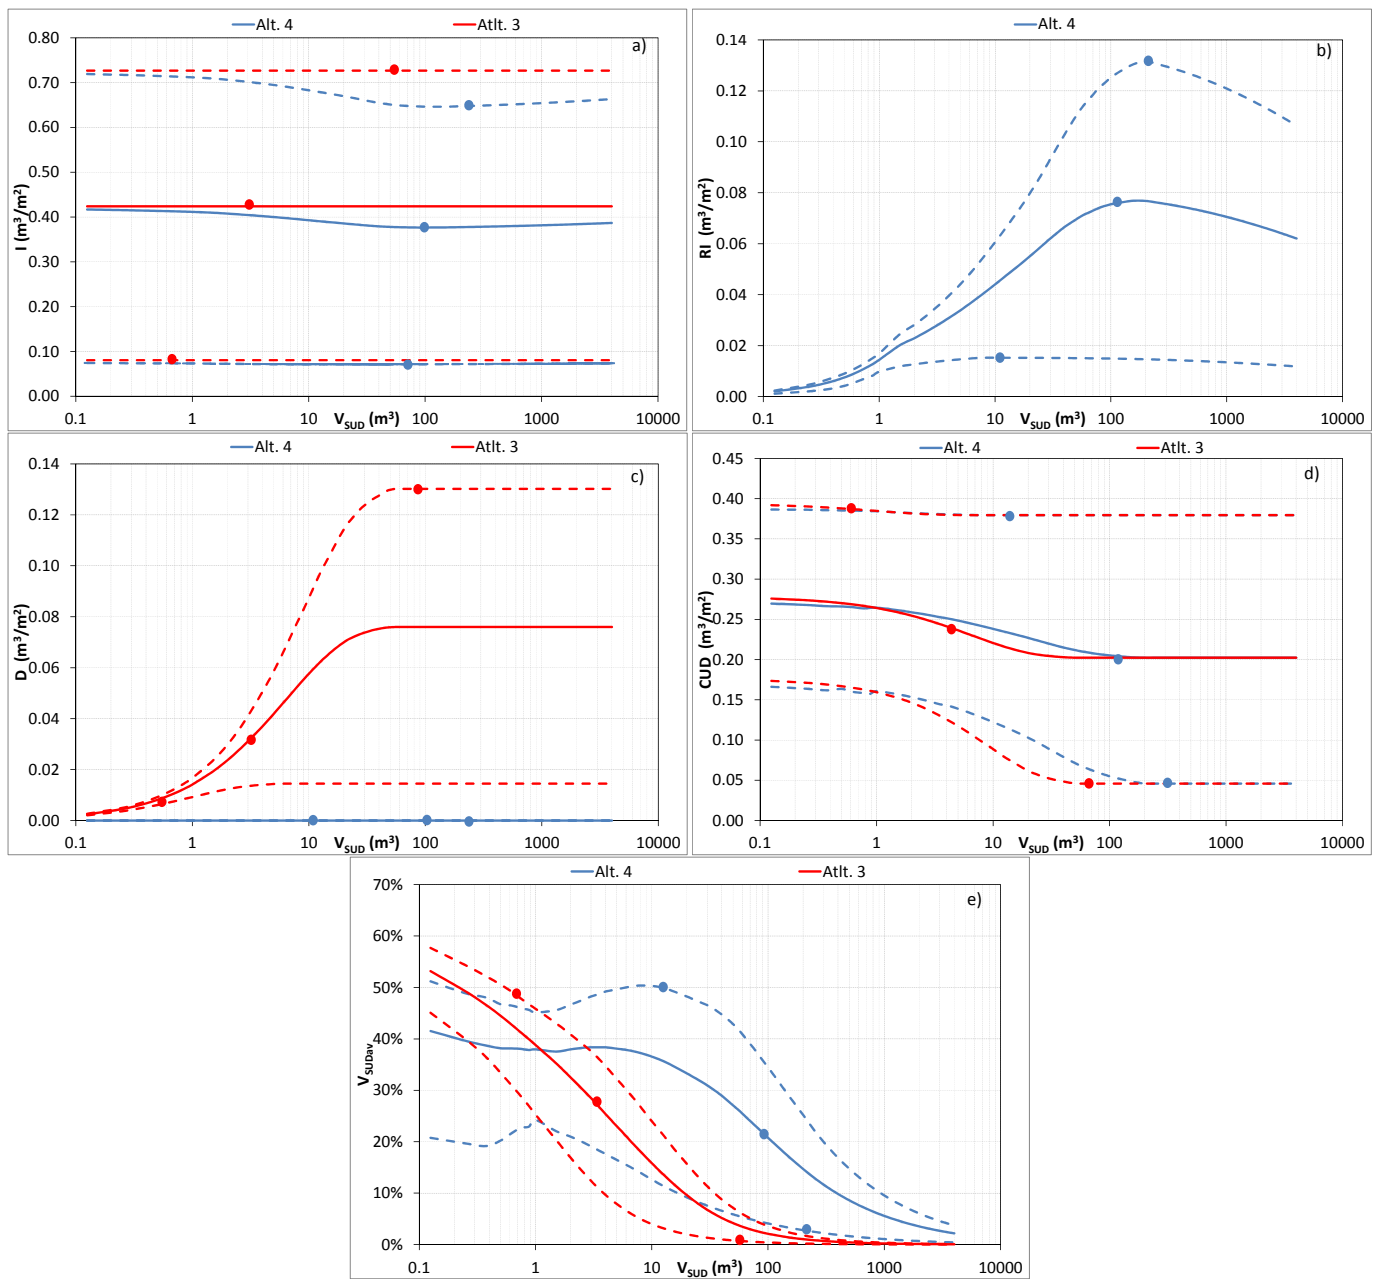 Alt. 4 Atlt. 3
a)
0.80
0.70
0.60
0.50
0.40
0.30
0.20
0.10
0.00
I (m³/m²)
0.1 1 10 100 1000 10000
V_SUD (m³)
Alt. 4
b)
0.14
0.12
0.10
0.08
0.06
0.04
0.02
0.00
RI (m³/m²)
0.1 1 10 100 1000 10000
V_SUD (m³)
Alt. 4 Atlt. 3
c)
0.14
0.12
0.10
0.08
0.06
0.04
0.02
0.00
D (m³/m²)
0.1 1 10 100 1000 10000
V_SUD (m³)
Alt. 4 Atlt. 3
d)
0.45
0.40
0.35
0.30
0.25
0.20
0.15
0.10
0.05
0.00
CUD (m³/m²)
0.1 1 10 100 1000 10000
V_SUD (m³)
Alt. 4 Atlt. 3
e)
70%
60%
50%
40%
30%
20%
10%
0%
V_SUDav
0.1 1 10 100 1000 10000
V_SUD (m³)